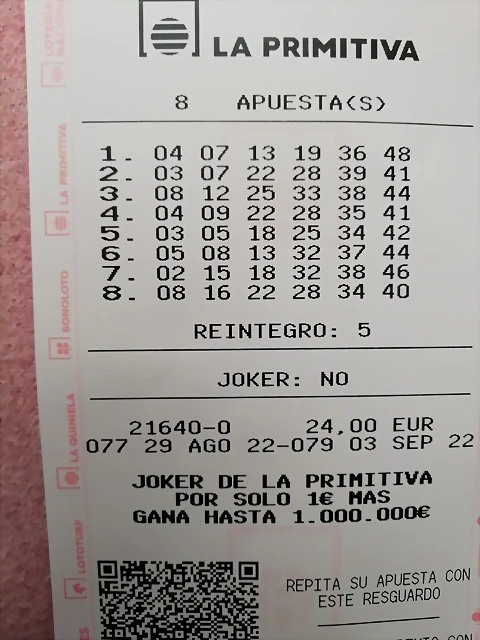 LA PRIMITIVA
8 APUESTA(S)
1. 04 07 13 19 36 48
2. 03 07 22 28 39 41
3. 08 12 25 33 38 44
4. 04 09 22 28 35 41
5. 03 05 18 25 34 42
6. 05 08 13 32 37 44
7. 02 15 18 32 38 46
8. 08 16 22 28 34 40
REINTEGRO: 5
JOKER: NO
21640-0 24,00 EUR
077 29 AGO 22-079 03 SEP 22
JOKER DE LA PRIMITIVA
POR SOLO 1€ MAS
GANA HASTA 1.000.000€
REPITA SU APUESTA CON
ESTE RESGUARDO
LOTERIA
NACIONAL
LA PRIMITIVA
BONOLOTO
LA QUINIELA
LOTOTURF